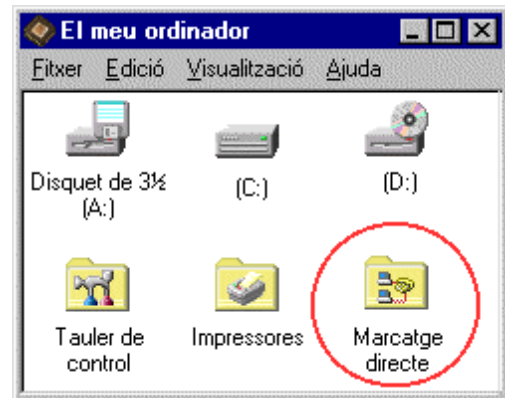 El meu ordinador
Fitxer Edició Visualització Ajuda
Disquet de 3½ (A:)
(C:)
(D:)
Tauler de control
Impressores
Marcatge directe